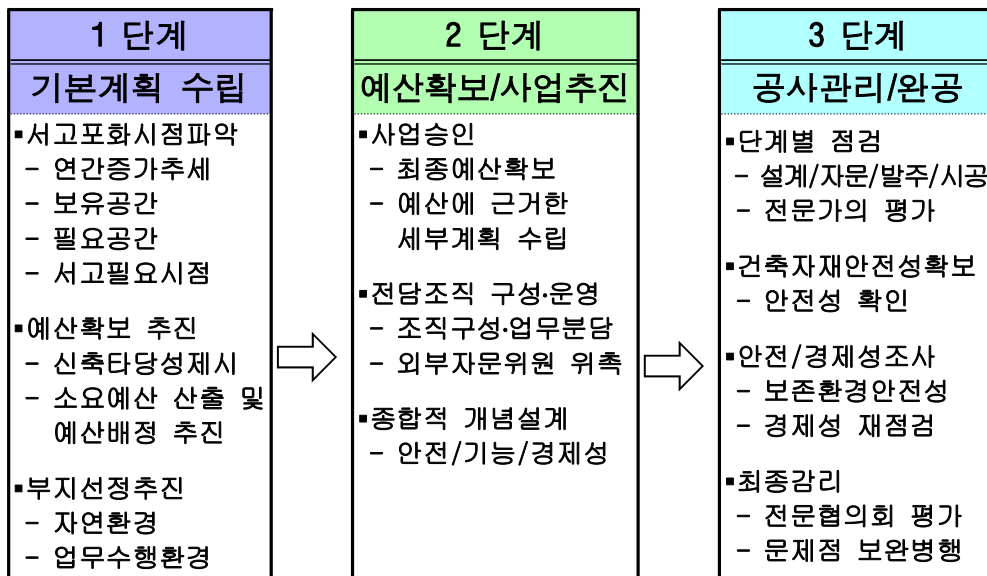 1 단계
기본계획 수립
▪서고포화시점파악
- 연간증가추세
- 보유공간
- 필요공간
- 서고필요시점
▪예산확보 추진
- 신축타당성제시
- 소요예산 산출 및
예산배정 추진
▪부지선정추진
- 자연환경
- 업무수행환경
2 단계
예산확보/사업추진
▪사업승인
- 최종예산확보
- 예산에 근거한
세부계획 수립
▪전담조직 구성·운영
- 조직구성·업무분담
- 외부자문위원 위촉
▪종합적 개념설계
- 안전/기능/경제성
3 단계
공사관리/완공
▪단계별 점검
- 설계/자문/발주/시공
- 전문가의 평가
▪건축자재안전성확보
- 안전성 확인
▪안전/경제성조사
- 보존환경안전성
- 경제성 재점검
▪최종감리
- 전문협의회 평가
- 문제점 보완병행